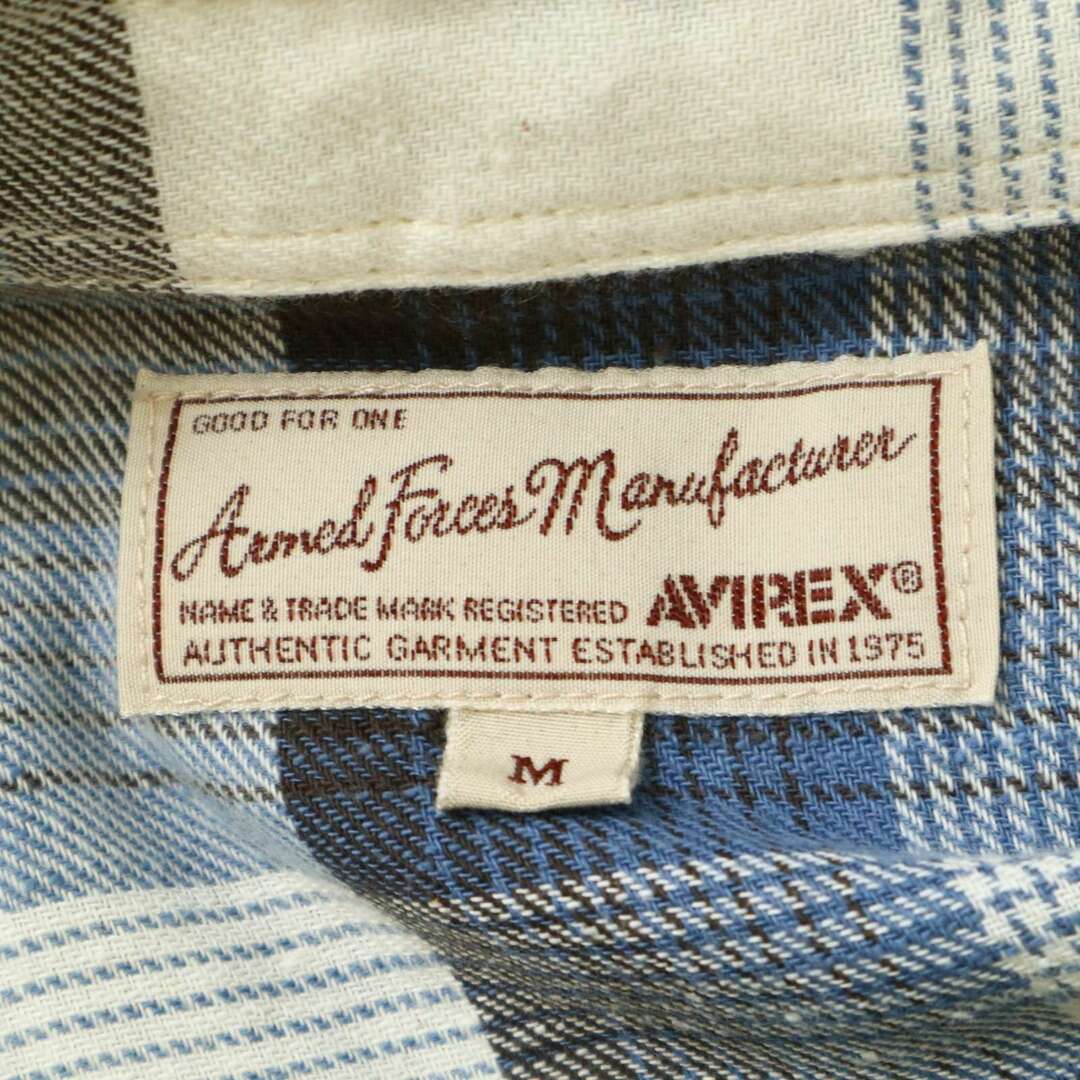 GOOD FOR ONE
Armed Forces Manufacturer
NAME & TRADE MARK REGISTERED AVIREX®
AUTHENTIC GARMENT ESTABLISHED IN 1975
M